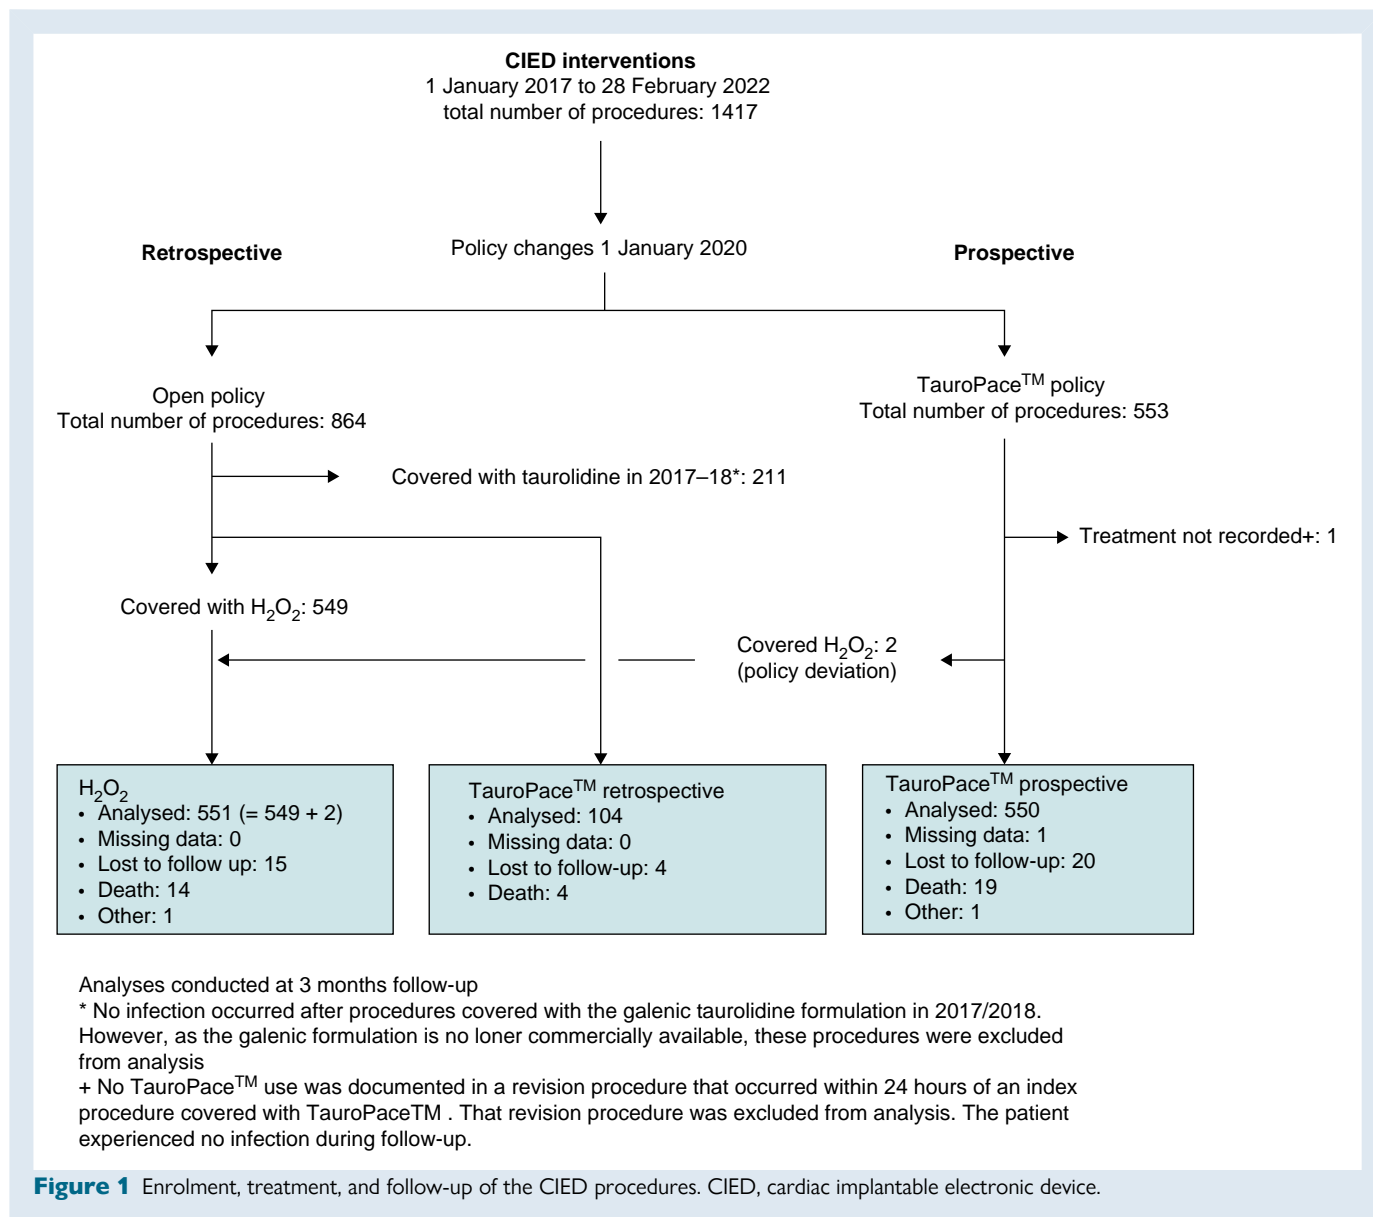 CIED interventions
1 January 2017 to 28 February 2022
total number of procedures: 1417
Retrospective
Policy changes 1 January 2020
Prospective
Open policy
Total number of procedures: 864
TauroPace™ policy
Total number of procedures: 553
Covered with taurolidine in 2017–18*: 211
Treatment not recorded+: 1
Covered with H₂O₂: 549
Covered H₂O₂: 2
(policy deviation)
H₂O₂
• Analysed: 551 (= 549 + 2)
• Missing data: 0
• Lost to follow up: 15
• Death: 14
• Other: 1
TauroPace™ retrospective
• Analysed: 104
• Missing data: 0
• Lost to follow-up: 4
• Death: 4
TauroPace™ prospective
• Analysed: 550
• Missing data: 1
• Lost to follow-up: 20
• Death: 19
• Other: 1
Analyses conducted at 3 months follow-up
* No infection occurred after procedures covered with the galenic taurolidine formulation in 2017/2018.
However, as the galenic formulation is no loner commercially available, these procedures were excluded
from analysis
+ No TauroPace™ use was documented in a revision procedure that occurred within 24 hours of an index
procedure covered with TauroPaceTM . That revision procedure was excluded from analysis. The patient
experienced no infection during follow-up.
Figure 1 Enrolment, treatment, and follow-up of the CIED procedures. CIED, cardiac implantable electronic device.